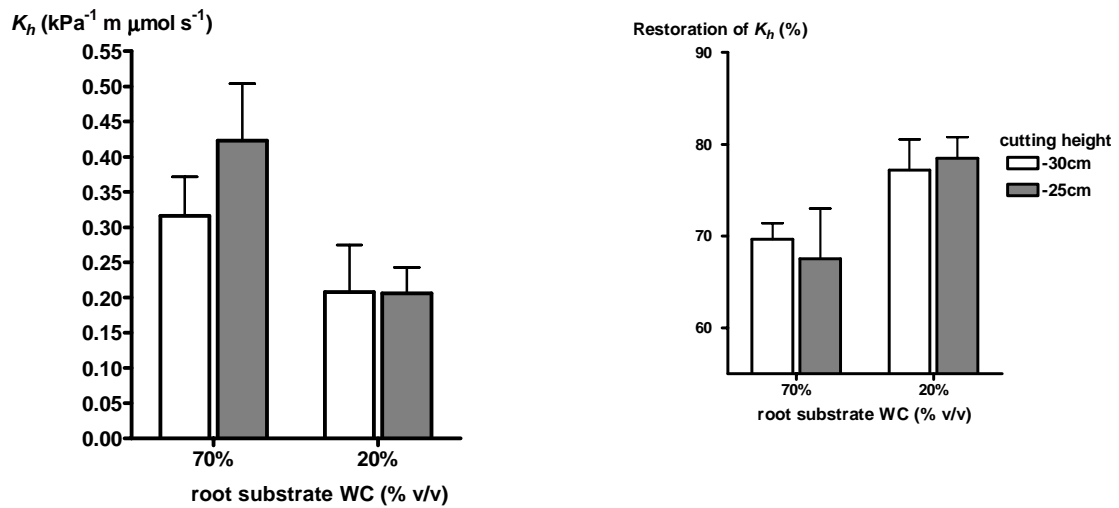 K_h (kPa⁻¹ m μmol s⁻¹)
0.55
0.50
0.45
0.40
0.35
0.30
0.25
0.20
0.15
0.10
0.05
0.00
70%
20%
root substrate WC (% v/v)
Restoration of K_h (%)
90
80
70
60
70%
20%
root substrate WC (% v/v)
cutting height
-30cm
-25cm